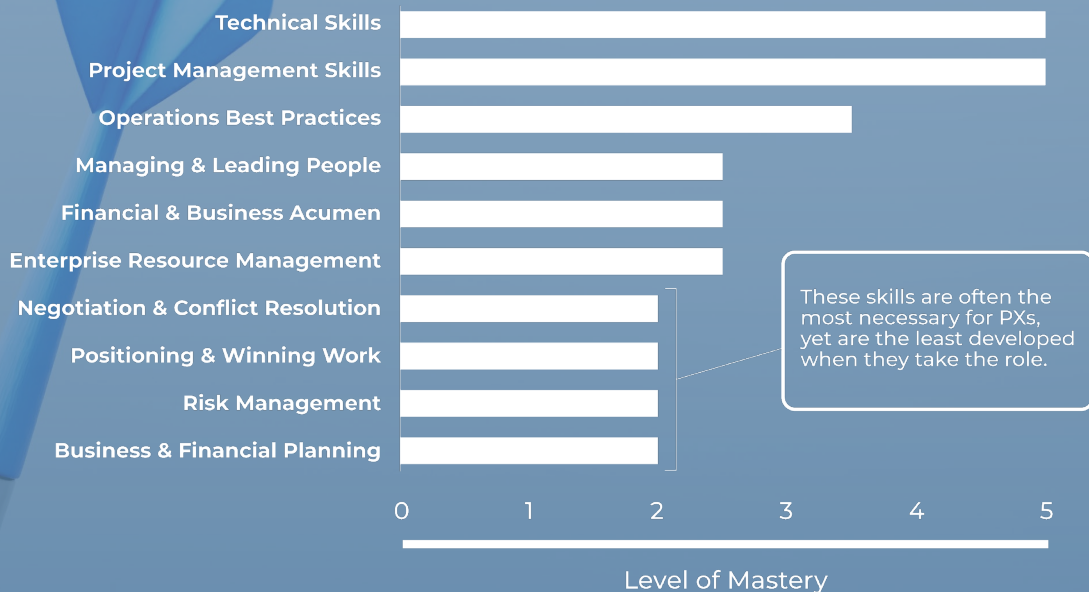 Technical Skills
Project Management Skills
Operations Best Practices
Managing & Leading People
Financial & Business Acumen
Enterprise Resource Management
Negotiation & Conflict Resolution
Positioning & Winning Work
Risk Management
Business & Financial Planning
These skills are often the
most necessary for PXs,
yet are the least developed
when they take the role.
0 1 2 3 4 5
Level of Mastery